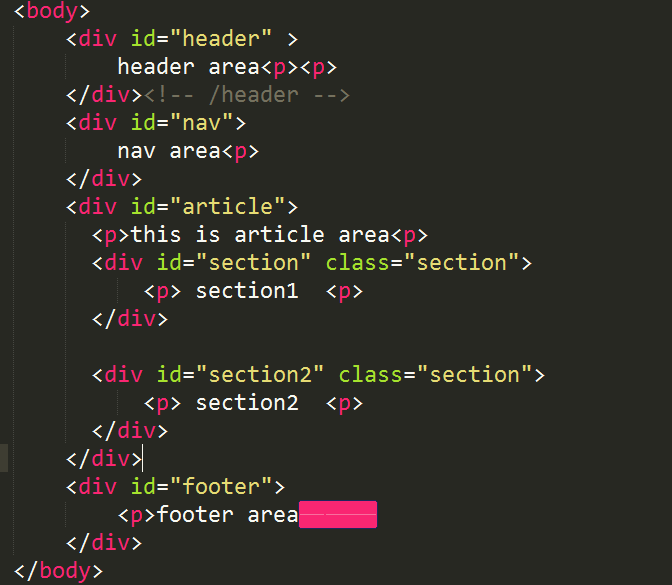 <body>
<div id="header" >
header area<p><p>
</div><!-- /header -->
<div id="nav">
nav area<p>
</div>
<div id="article">
<p>this is article area<p>
<div id="section" class="section">
<p> section1  <p>
</div>
<div id="section2" class="section">
<p> section2  <p>
</div>
</div>
<div id="footer">
<p>footer area
</div>
</body>